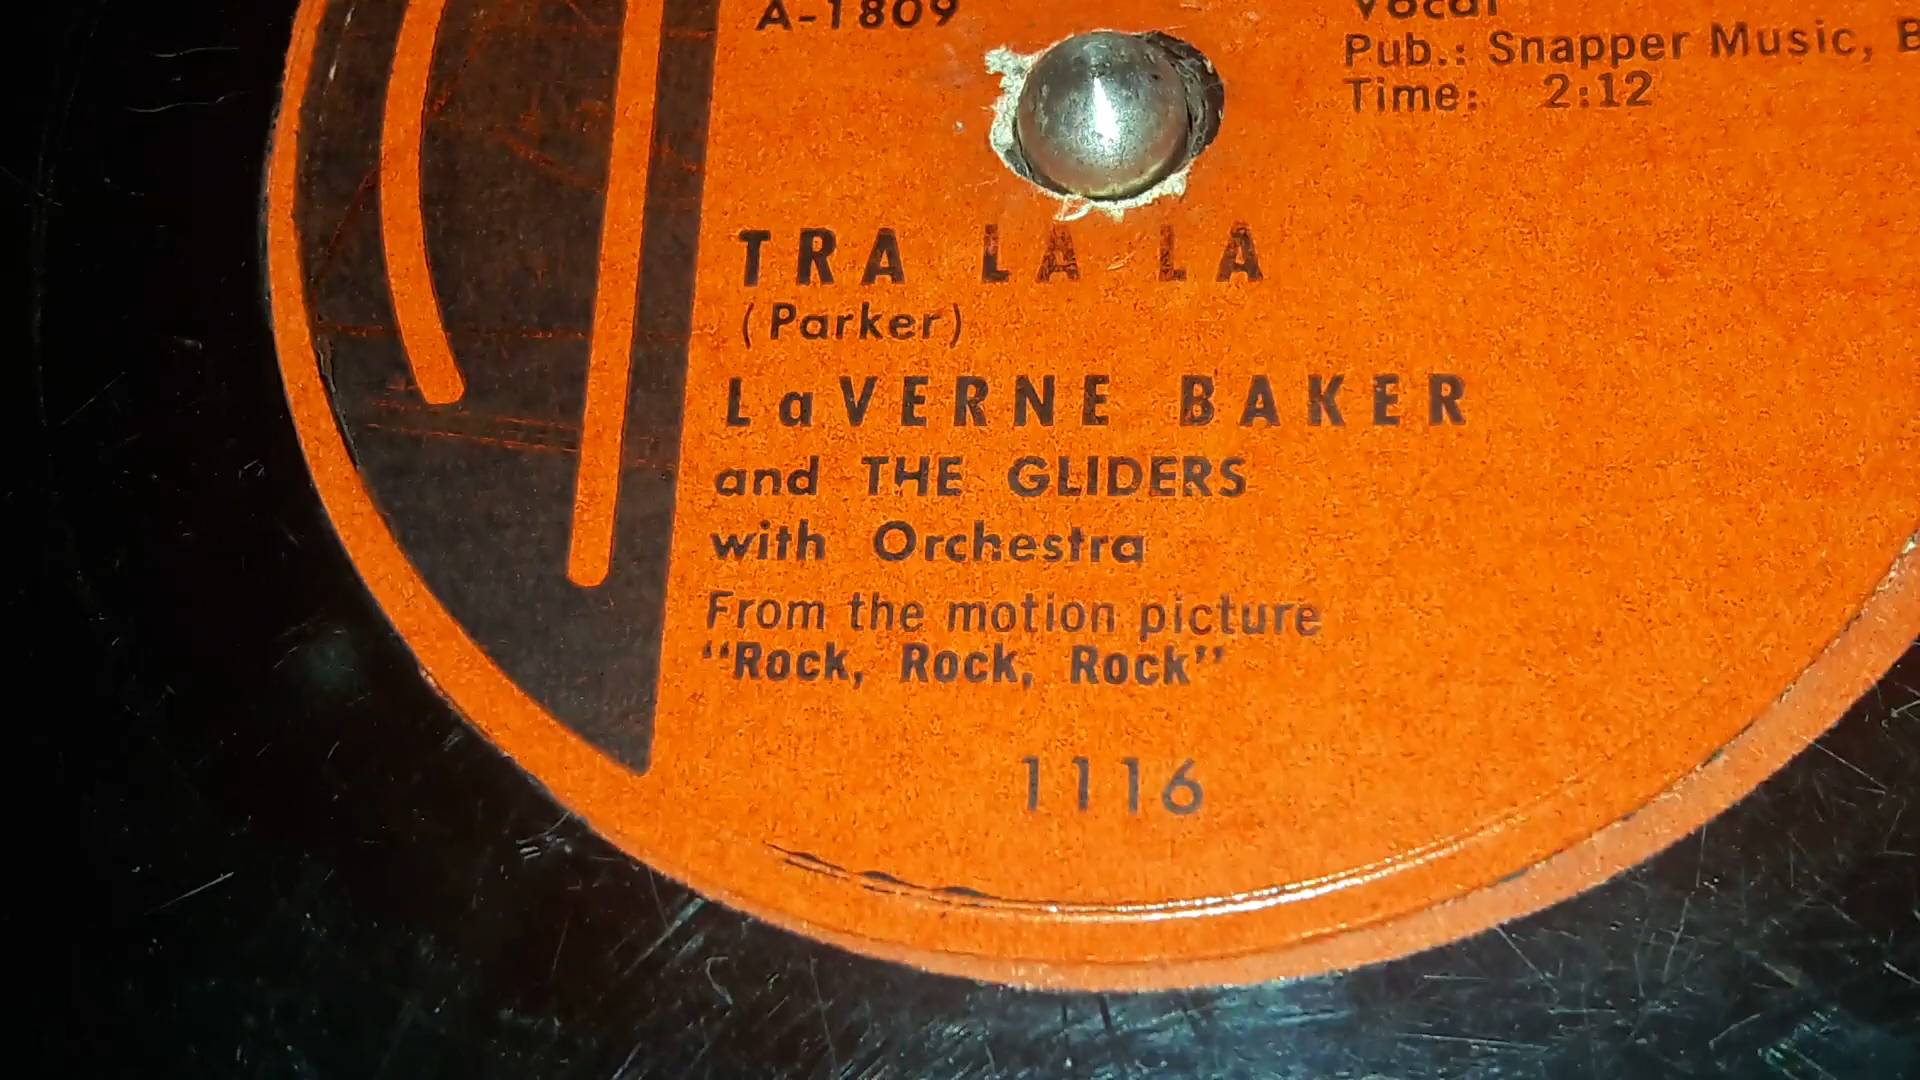 A-1809
Vocal
Pub.: Snapper Music, B
Time: 2:12
TRA LA LA
(Parker)
LaVERNE BAKER
and THE GLIDERS
with Orchestra
From the motion picture
“Rock, Rock, Rock”
1116